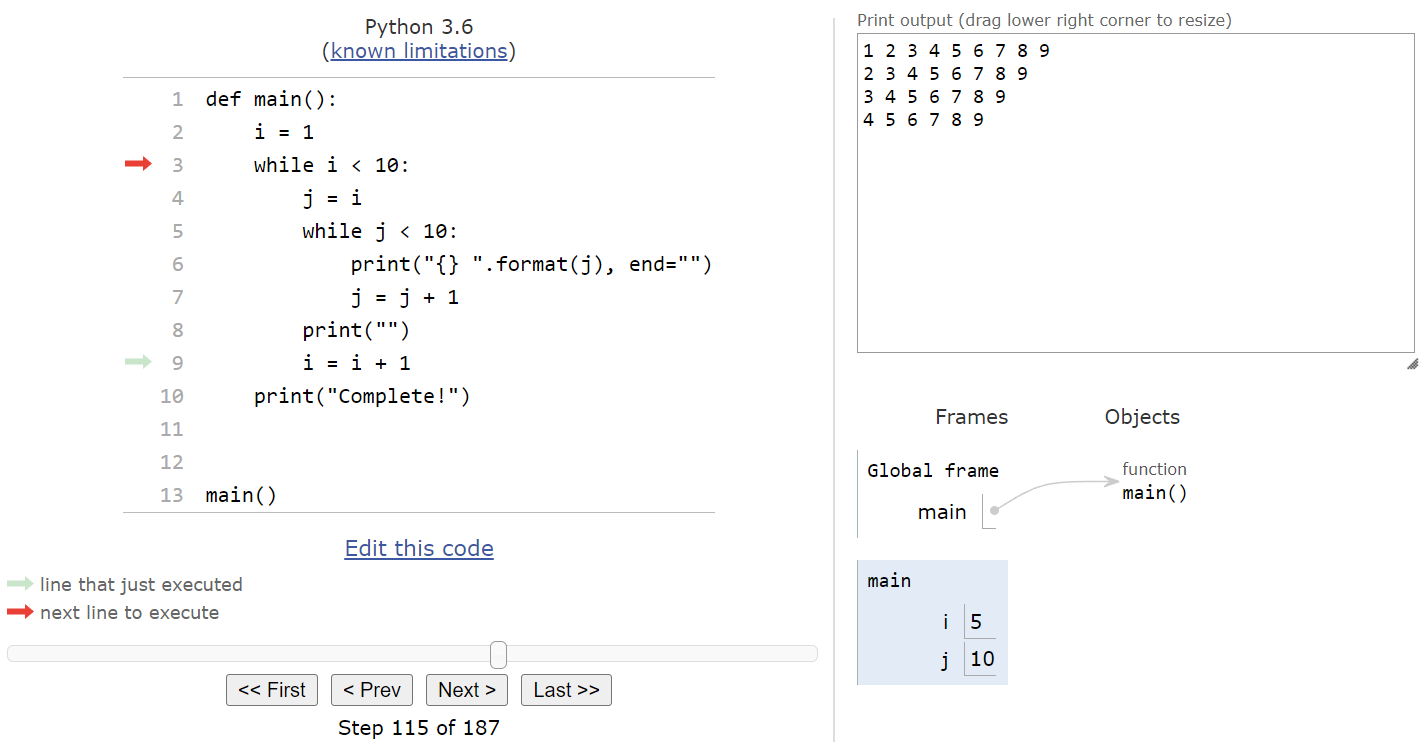 Python 3.6
(known limitations)
1 def main():
2     i = 1
3     while i < 10:
4         j = i
5         while j < 10:
6             print("{} ".format(j), end="")
7             j = j + 1
8         print("")
9         i = i + 1
10     print("Complete!")
11
12
13 main()
Edit this code
line that just executed
next line to execute
<< First < Prev Next > Last >>
Step 115 of 187
Print output (drag lower right corner to resize)
1 2 3 4 5 6 7 8 9
2 3 4 5 6 7 8 9
3 4 5 6 7 8 9
4 5 6 7 8 9
Frames Objects
Global frame
main
function
main()
main
i 5
j 10